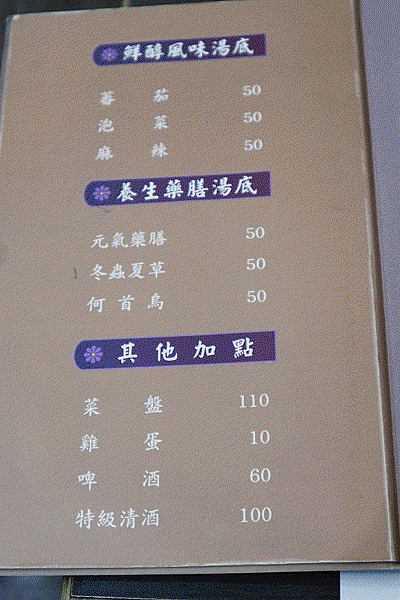 鮮醇風味湯底
蕃茄 50
泡菜 50
麻辣 50
養生藥膳湯底
元氣藥膳 50
冬蟲夏草 50
何首烏 50
其他加點
菜盤 110
雞蛋 10
啤酒 60
特級清酒 100